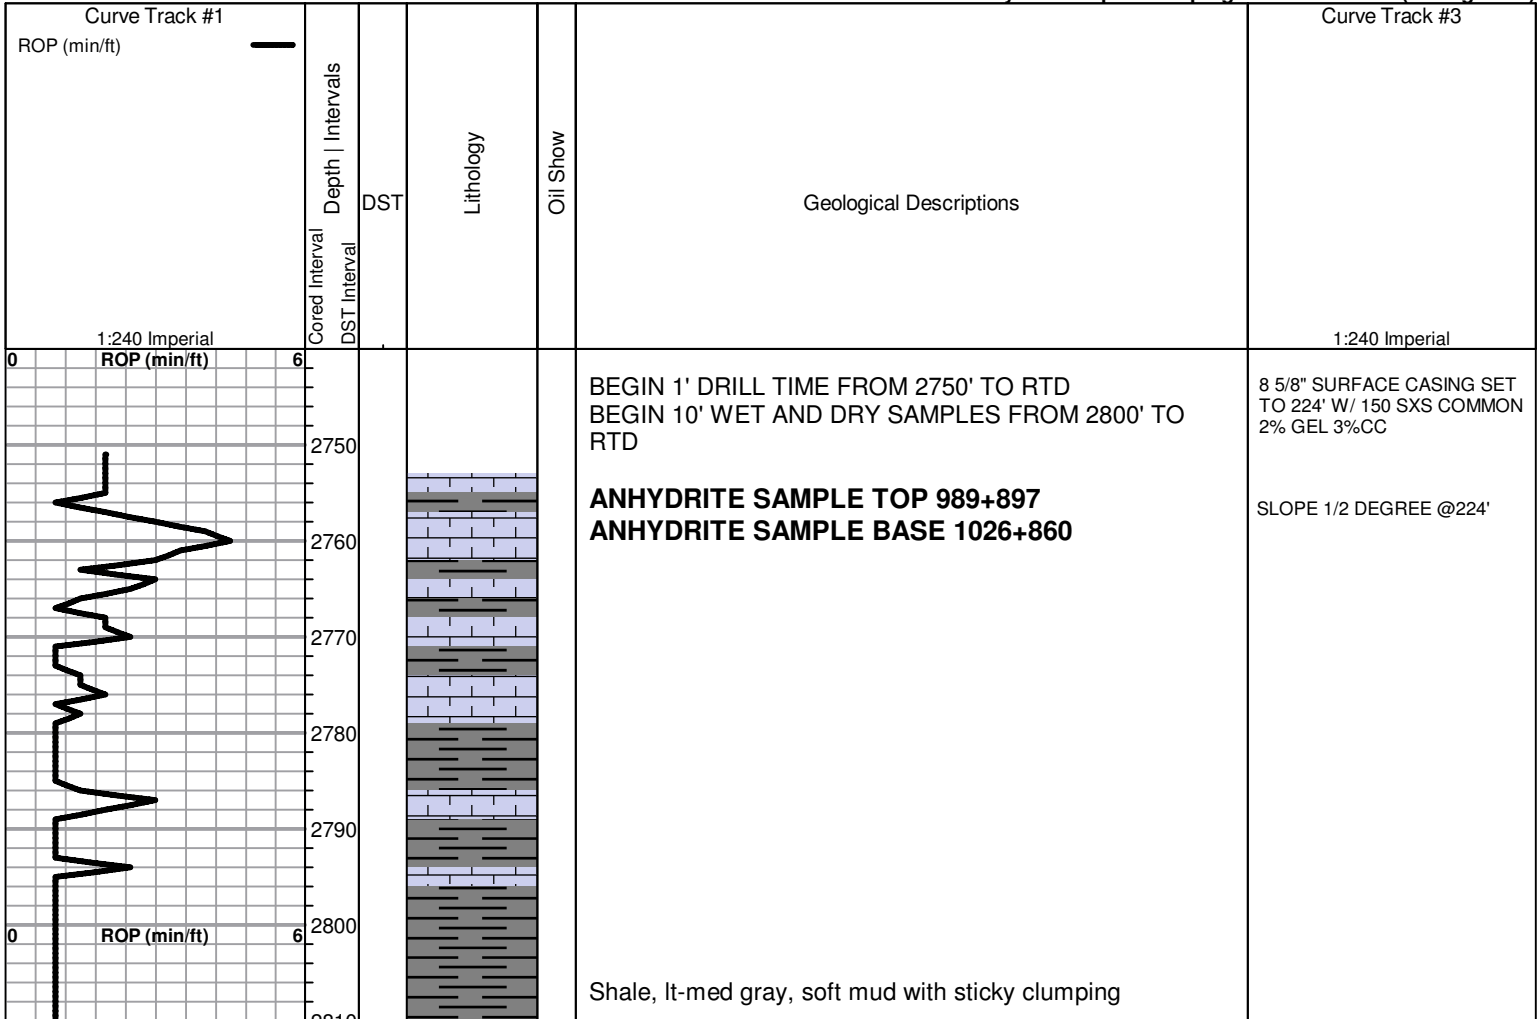 Curve Track #1
ROP (min/ft)
1:240 Imperial
Depth | Intervals
Cored Interval
DST Interval
DST
Lithology
Oil Show
Geological Descriptions
Curve Track #3
1:240 Imperial
0 ROP (min/ft) 6
BEGIN 1' DRILL TIME FROM 2750' TO RTD
BEGIN 10' WET AND DRY SAMPLES FROM 2800' TO
RTD
8 5/8" SURFACE CASING SET
TO 224' W/ 150 SXS COMMON
2% GEL 3%CC
2750
ANHYDRITE SAMPLE TOP 989+897
ANHYDRITE SAMPLE BASE 1026+860
SLOPE 1/2 DEGREE @224'
2760
2770
2780
2790
2800
0 ROP (min/ft) 6
Shale, lt-med gray, soft mud with sticky clumping